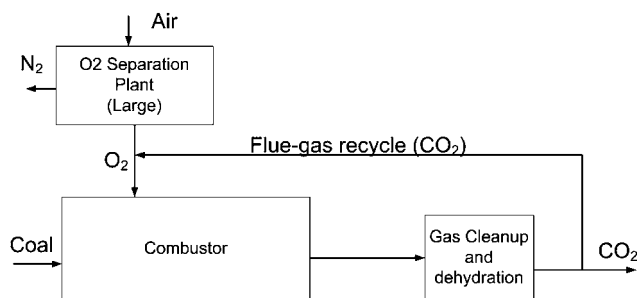 Air
N₂
O2 Separation
Plant
(Large)
Flue-gas recycle (CO₂)
O₂
Coal
Combustor
Gas Cleanup
and
dehydration
CO₂